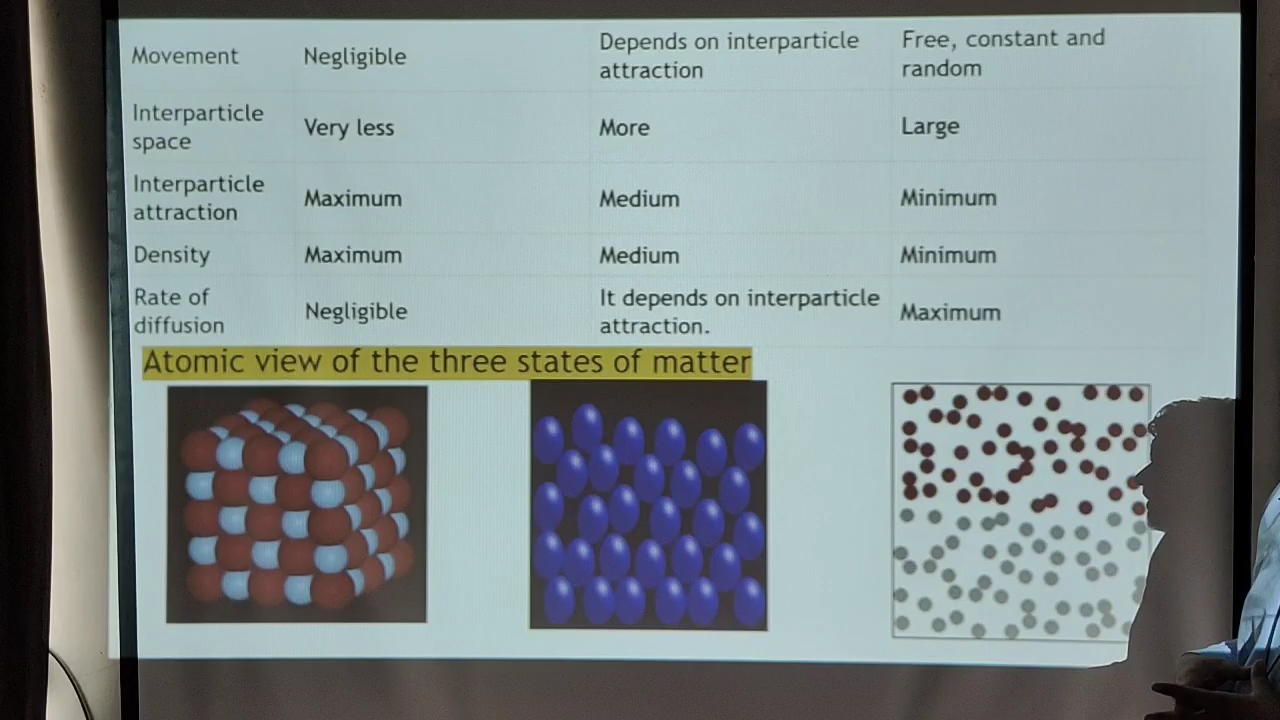 Movement Negligible Depends on interparticle attraction Free, constant and random
Interparticle space Very less More Large
Interparticle attraction Maximum Medium Minimum
Density Maximum Medium Minimum
Rate of diffusion Negligible It depends on interparticle attraction. Maximum
Atomic view of the three states of matter